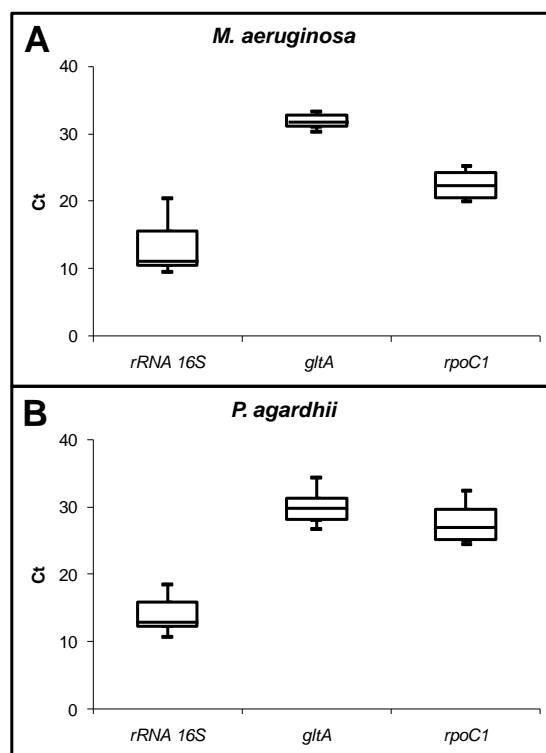 A
M. aeruginosa
40
30
20
10
0
Ct
rRNA 16S gltA rpoC1
B
P. agardhii
40
30
20
10
0
Ct
rRNA 16S gltA rpoC1